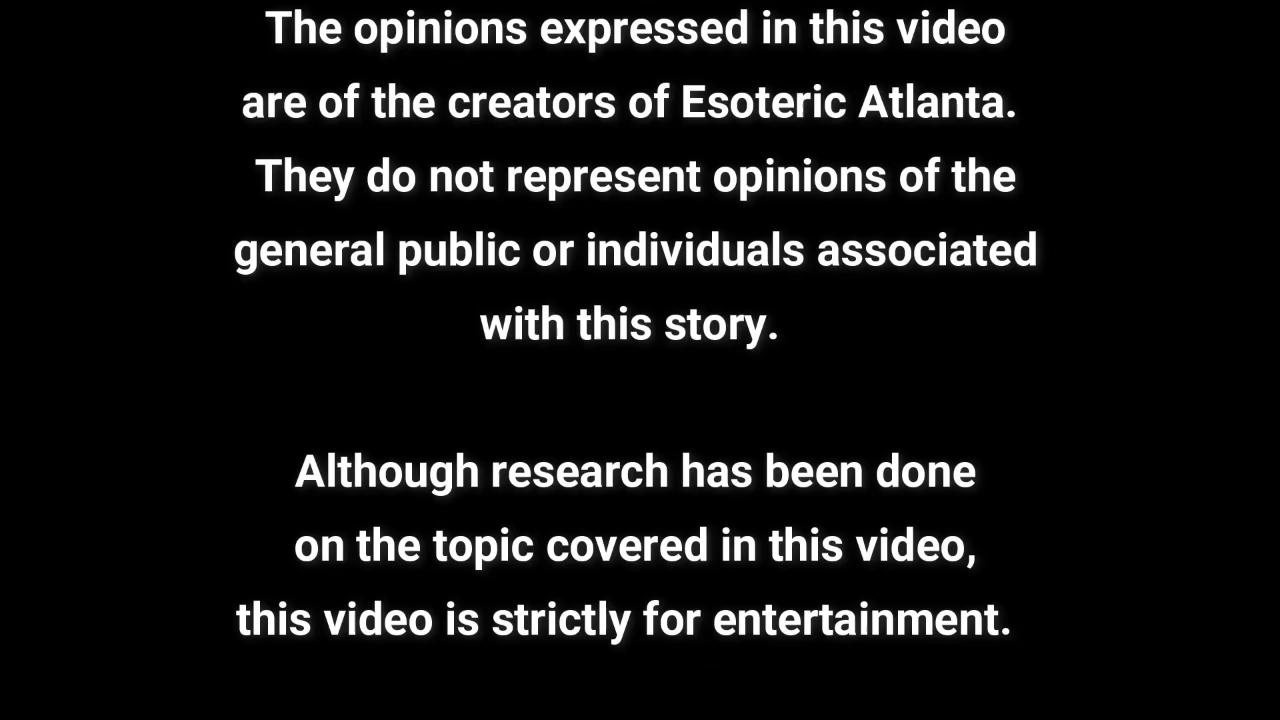 The opinions expressed in this video
are of the creators of Esoteric Atlanta.
They do not represent opinions of the
general public or individuals associated
with this story.
Although research has been done
on the topic covered in this video,
this video is strictly for entertainment.